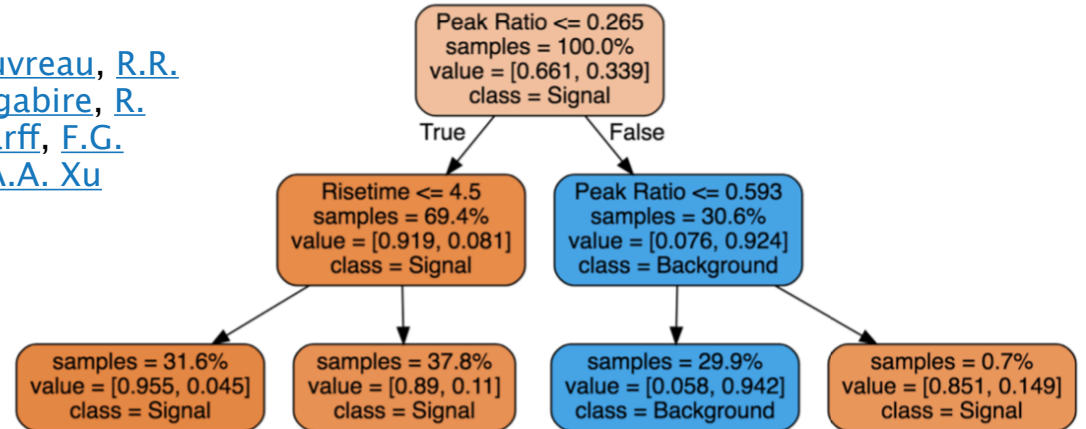 Peak Ratio <= 0.265
samples = 100.0%
value = [0.661, 0.339]
class = Signal
R.R.
R.
F.G.
A.A. Xu
True
False
Risetime <= 4.5
samples = 69.4%
value = [0.919, 0.081]
class = Signal
Peak Ratio <= 0.593
samples = 30.6%
value = [0.076, 0.924]
class = Background
samples = 31.6%
value = [0.955, 0.045]
class = Signal
samples = 37.8%
value = [0.89, 0.11]
class = Signal
samples = 29.9%
value = [0.058, 0.942]
class = Background
samples = 0.7%
value = [0.851, 0.149]
class = Signal